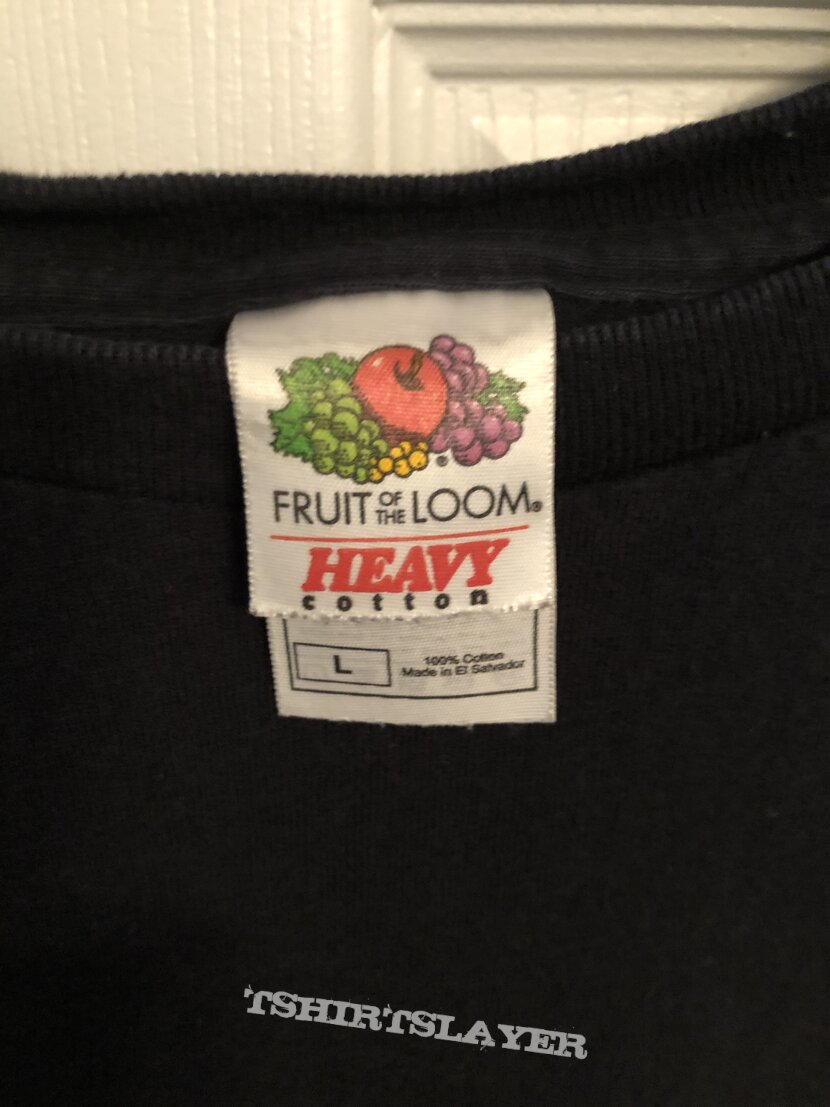 FRUIT OF THE LOOM®
HEAVY
cotton
L
100% Cotton
Made in El Salvador
TSHIRTSLAYER